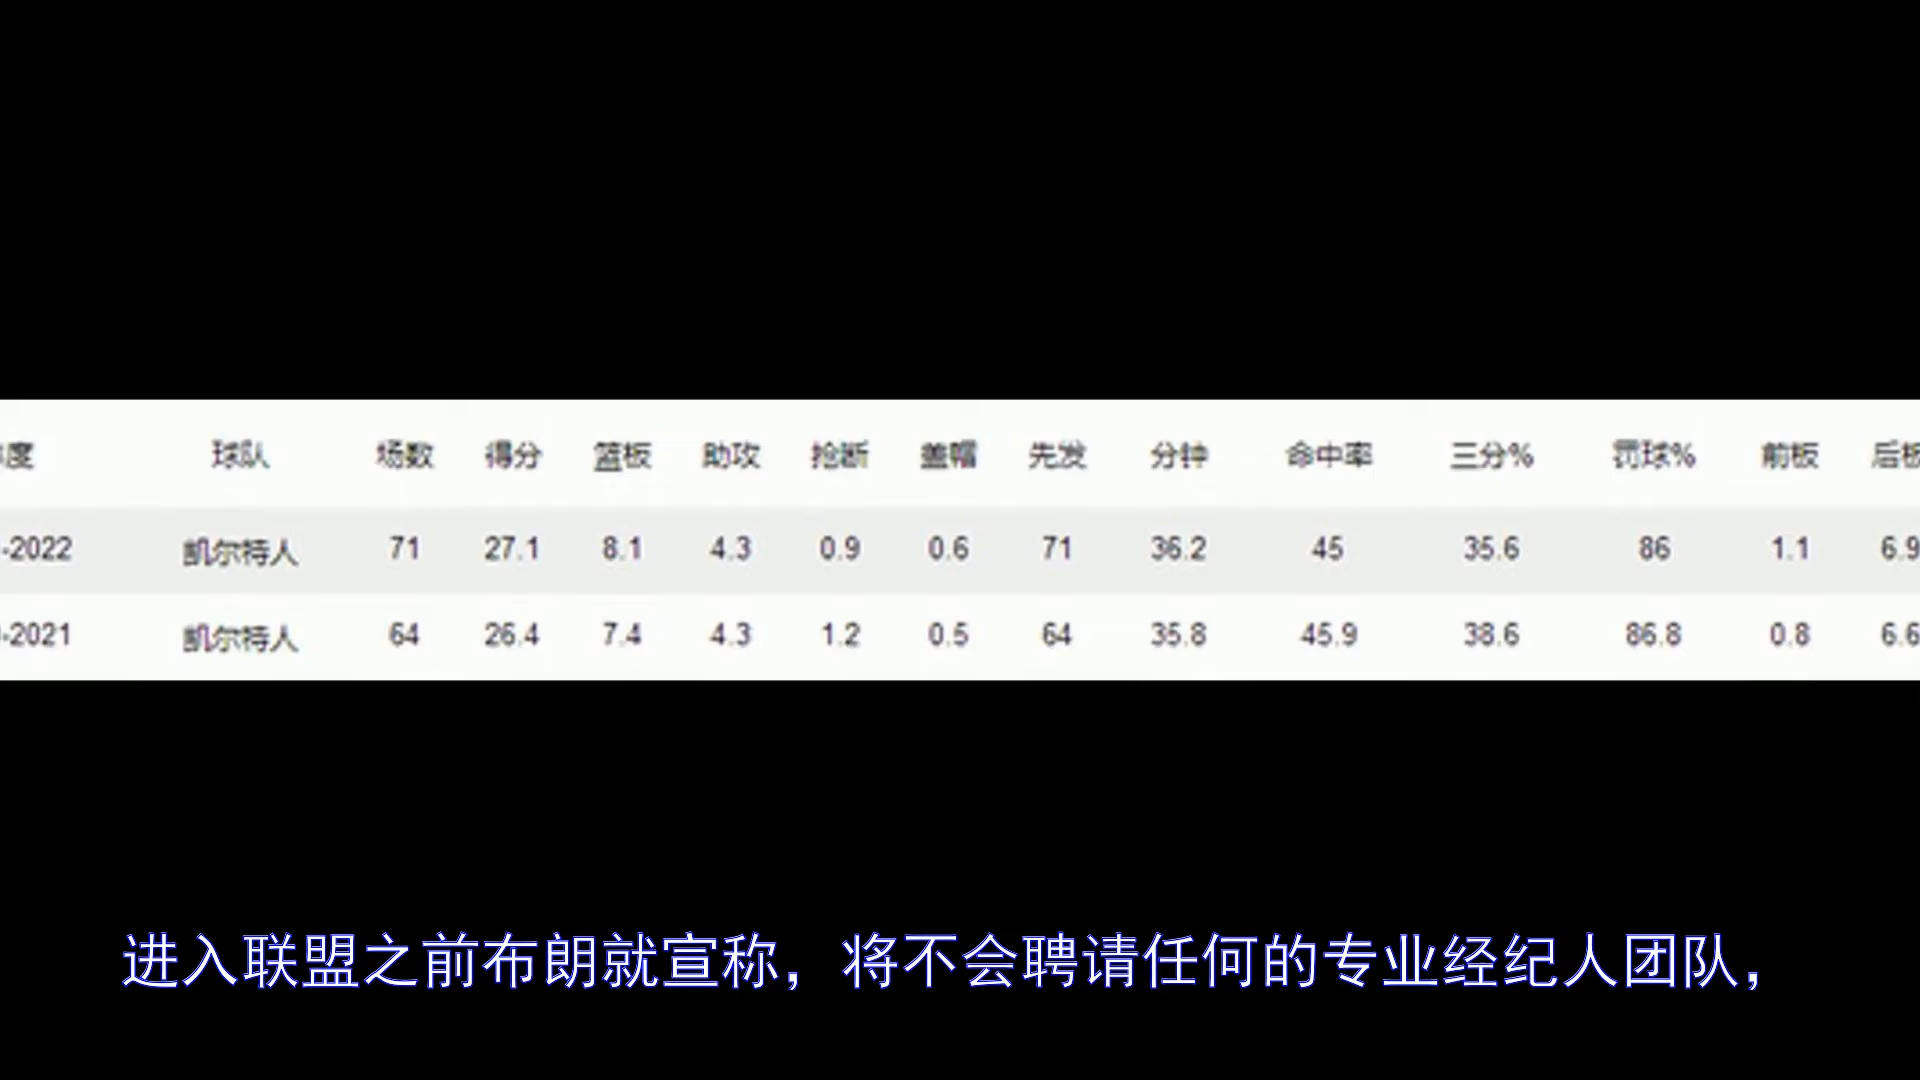 度 球队 场数 得分 篮板 助攻 抢断 盖帽 先发 分钟 命中率 三分% 罚球% 前板 后板
-2022 凯尔特人 71 27.1 8.1 4.3 0.9 0.6 71 36.2 45 35.6 86 1.1 6.9
-2021 凯尔特人 64 26.4 7.4 4.3 1.2 0.5 64 35.8 45.9 38.6 86.8 0.8 6.6
进入联盟之前布朗就宣称，将不会聘请任何的专业经纪人团队，